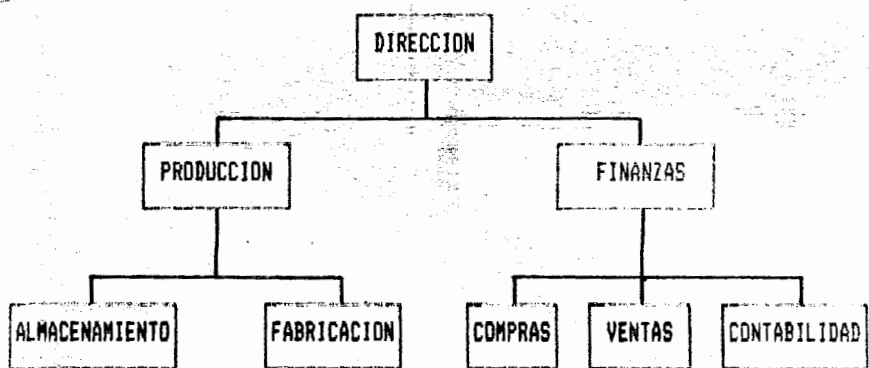 DIRECCION
PRODUCCION FINANZAS
ALMACENAMIENTO FABRICACION COMPRAS VENTAS CONTABILIDAD